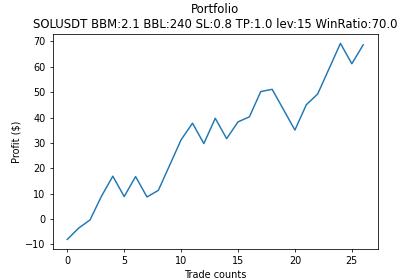 Portfolio
SOLUSDT BBM:2.1 BBL:240 SL:0.8 TP:1.0 lev:15 WinRatio:70.0
70
60
50
40
30
20
10
0
−10
Profit ($)
0 5 10 15 20 25
Trade counts